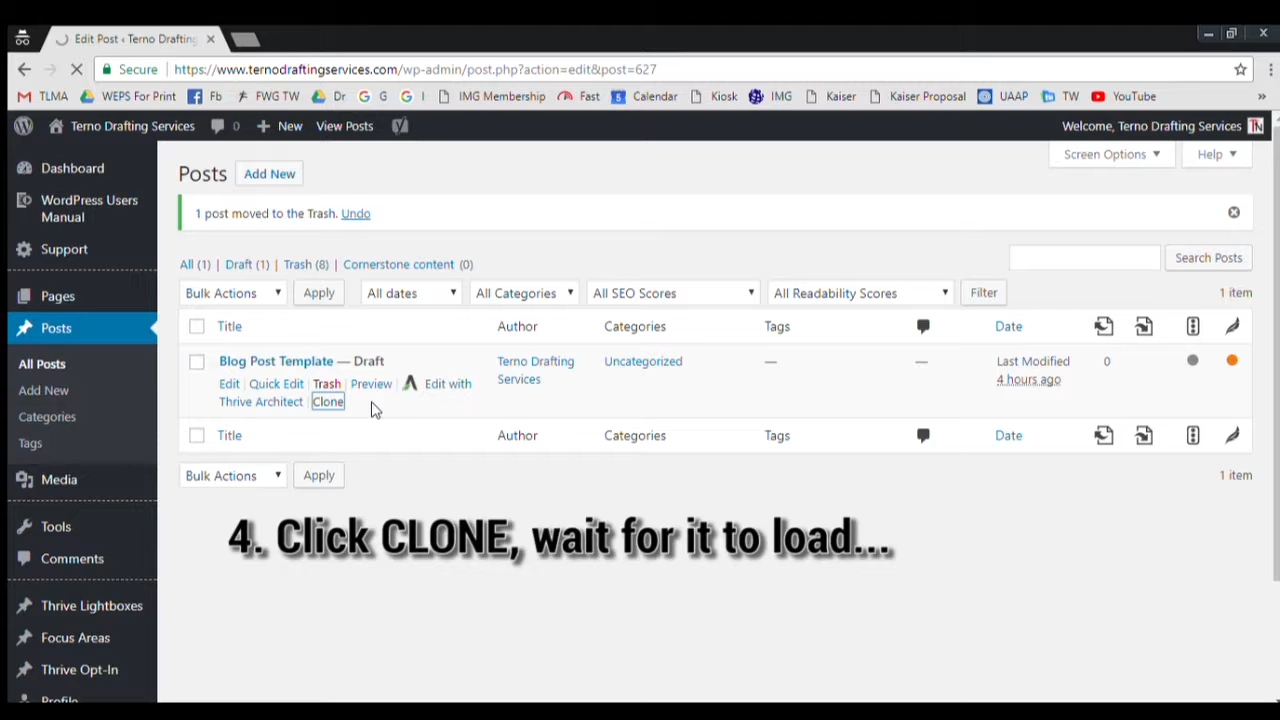 Edit Post ‹ Terno Drafting
Secure https://www.ternodraftingservices.com/wp-admin/post.php?action=edit&post=627
TLMA WEPS For Print Fb FWG TW Dr G I IMG Membership Fast Calendar Kiosk IMG Kaiser Kaiser Proposal UAAP TW YouTube »
Terno Drafting Services 0 New View Posts Welcome, Terno Drafting Services
Screen Options Help
Dashboard
WordPress Users
Manual
Support
Pages
Posts
All Posts
Add New
Categories
Tags
Media
Tools
Comments
Thrive Lightboxes
Focus Areas
Thrive Opt-In
Profile
Posts Add New
1 post moved to the Trash. Undo
All (1) | Draft (1) | Trash (8) | Cornerstone content (0)
Search Posts
Bulk Actions Apply All dates All Categories All SEO Scores All Readability Scores Filter 1 item
Title Author Categories Tags Date
Blog Post Template — Draft
Edit | Quick Edit | Trash | Preview | Edit with
Thrive Architect | Clone
Terno Drafting
Services
Uncategorized
—
—
Last Modified
4 hours ago
0
Title Author Categories Tags Date
Bulk Actions Apply 1 item
4. Click CLONE, wait for it to load...